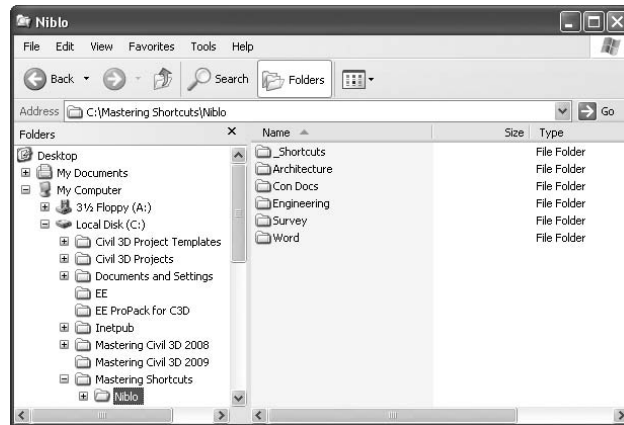 Niblo
File Edit View Favorites Tools Help
Back Search Folders
Address C:\Mastering Shortcuts\Niblo Go
Folders × Name Size Type
Desktop
My Documents
My Computer
3½ Floppy (A:)
Local Disk (C:)
Civil 3D Project Templates
Civil 3D Projects
Documents and Settings
EE
EE ProPack for C3D
Inetpub
Mastering Civil 3D 2008
Mastering Civil 3D 2009
Mastering Shortcuts
Niblo
_Shortcuts File Folder
Architecture File Folder
Con Docs File Folder
Engineering File Folder
Survey File Folder
Word File Folder